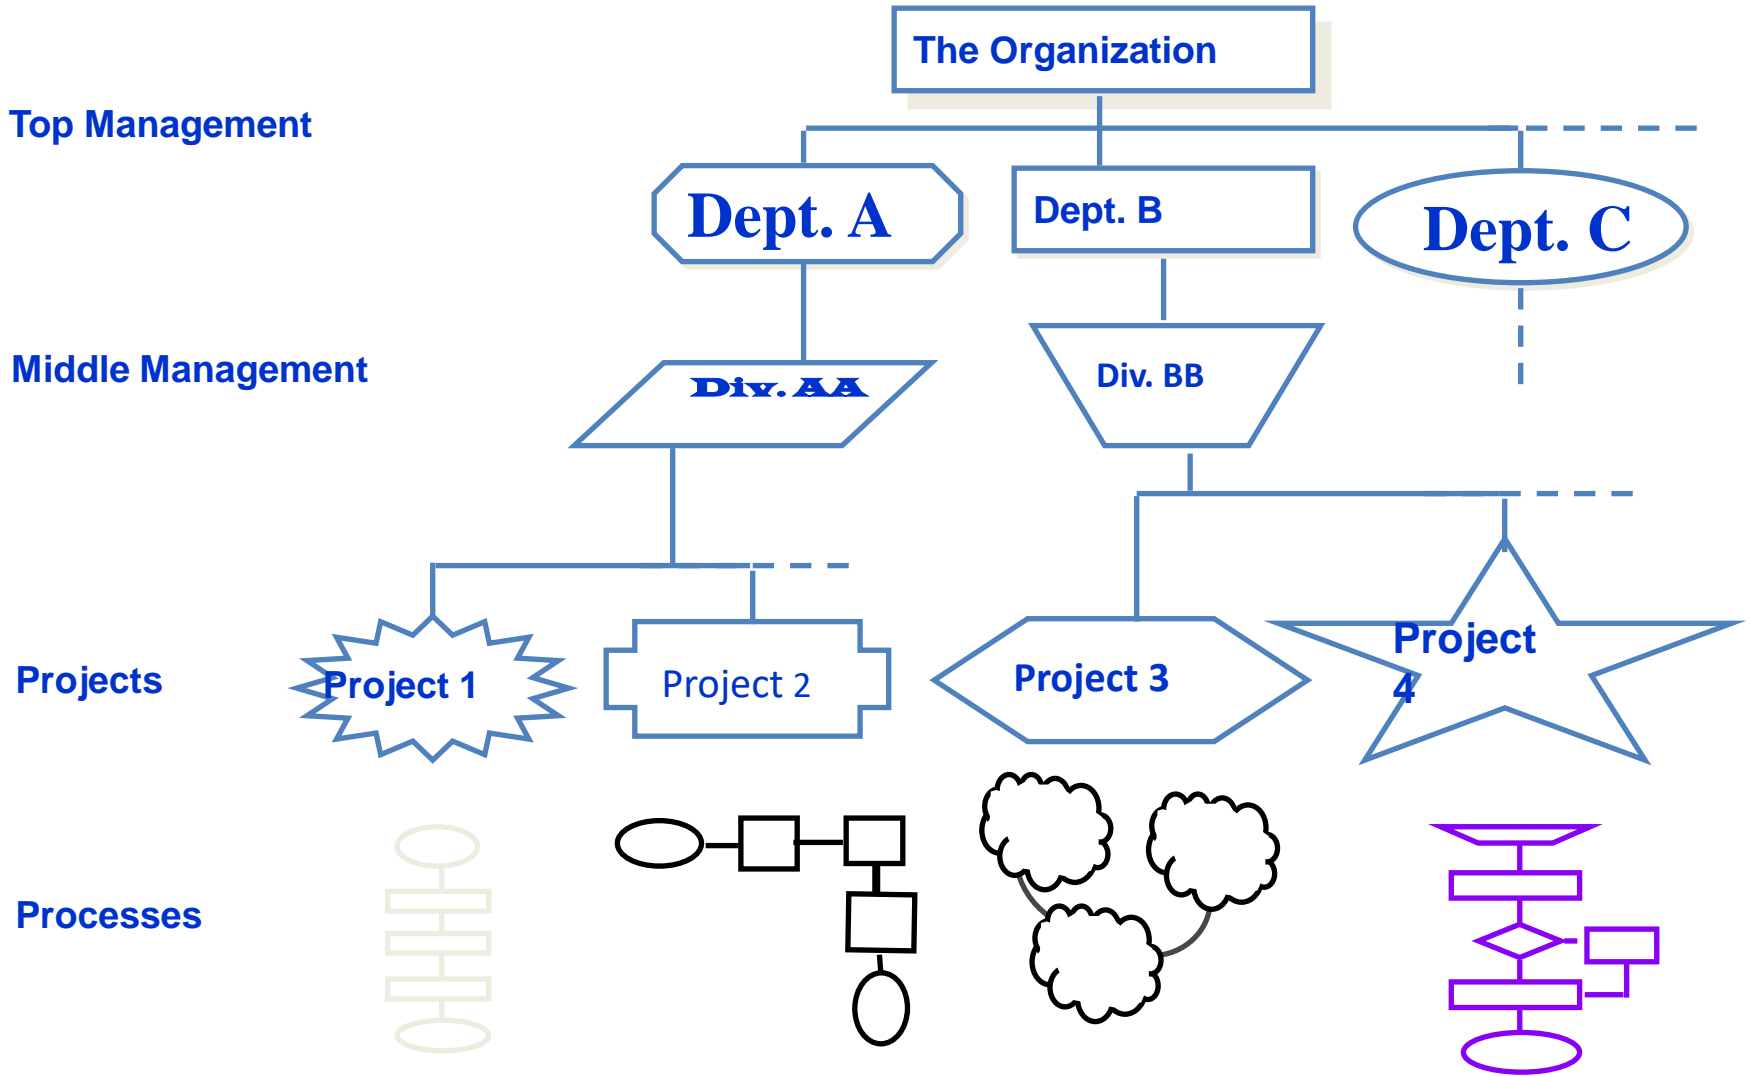 The Organization
Top Management
Dept. A
Dept. B
Dept. C
Middle Management
Div. AA
Div. BB
Projects
Project 1
Project 2
Project 3
Project
4
Processes